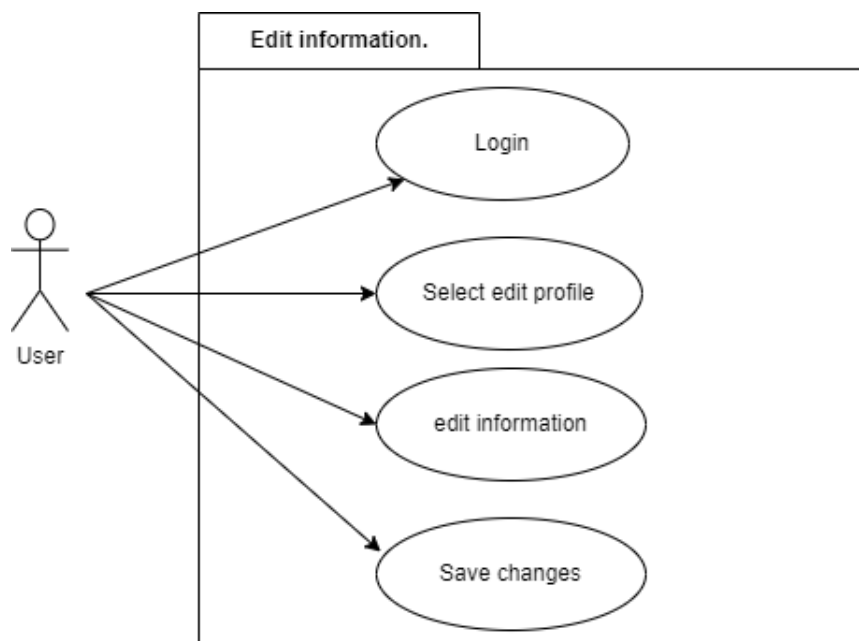 Edit information.
Login
Select edit profile
User
edit information
Save changes